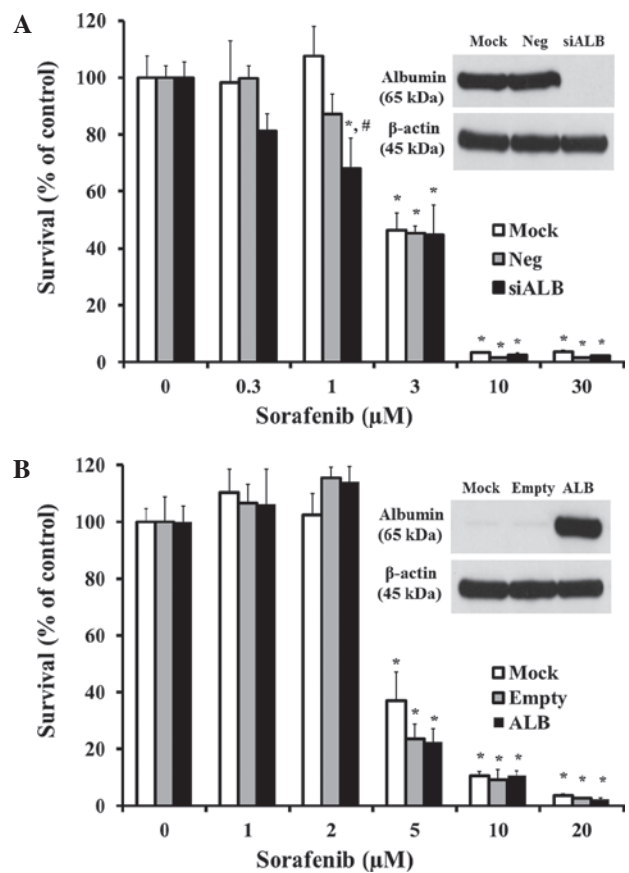 A
Mock Neg siALB
Albumin
(65 kDa)
β-actin
(45 kDa)
120
100
80
60
40
20
0
Survival (% of control)
*, #
* * *
* * *
* * *
Mock
Neg
siALB
0 0.3 1 3 10 30
Sorafenib (µM)
B
Mock Empty ALB
Albumin
(65 kDa)
β-actin
(45 kDa)
120
100
80
60
40
20
0
Survival (% of control)
* * *
* * *
* * *
Mock
Empty
ALB
0 1 2 5 10 20
Sorafenib (µM)